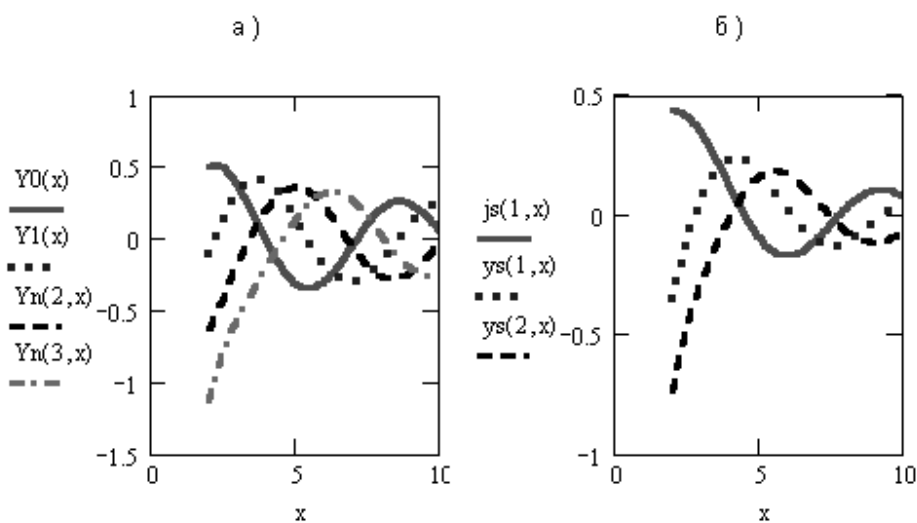 а )
1
0.5
0
−0.5
−1
−1.5
Y0(x)
Y1(x)
Yn(2,x)
Yn(3,x)
0
5
10
x
б )
0.5
0
−0.5
−1
js(1,x)
ys(1,x)
ys(2,x)
0
5
10
x